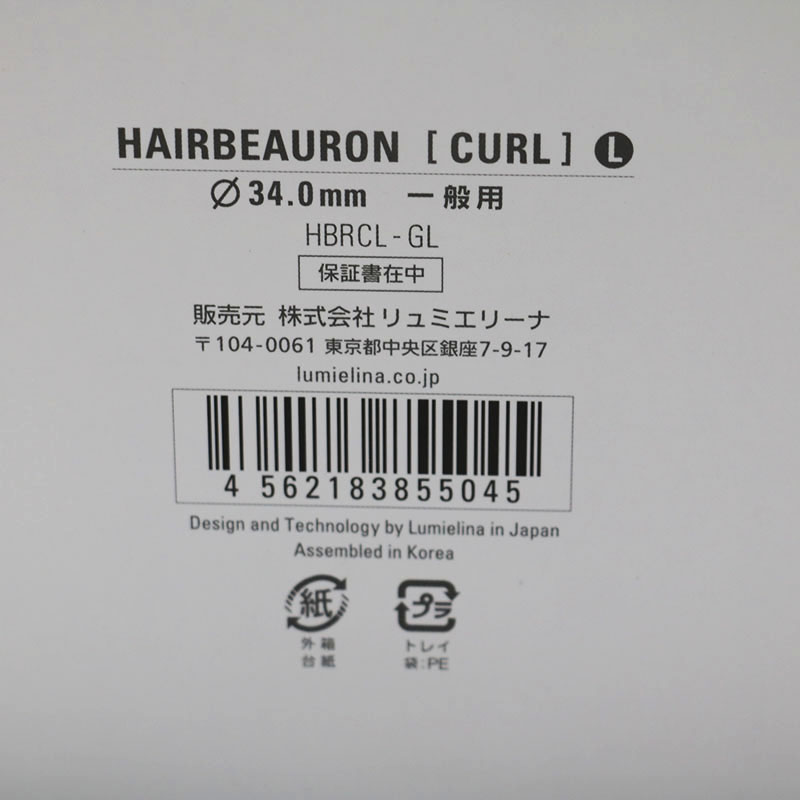 HAIRBEAURON [ CURL ] L
Ø 34.0mm 一般用
HBRCL-GL
保証書在中
販売元 株式会社リュミエリーナ
〒104-0061 東京都中央区銀座7-9-17
lumielina.co.jp
4 562183855045
Design and Technology by Lumielina in Japan
Assembled in Korea
紙 プラ
外箱 トレイ
台紙 袋:PE